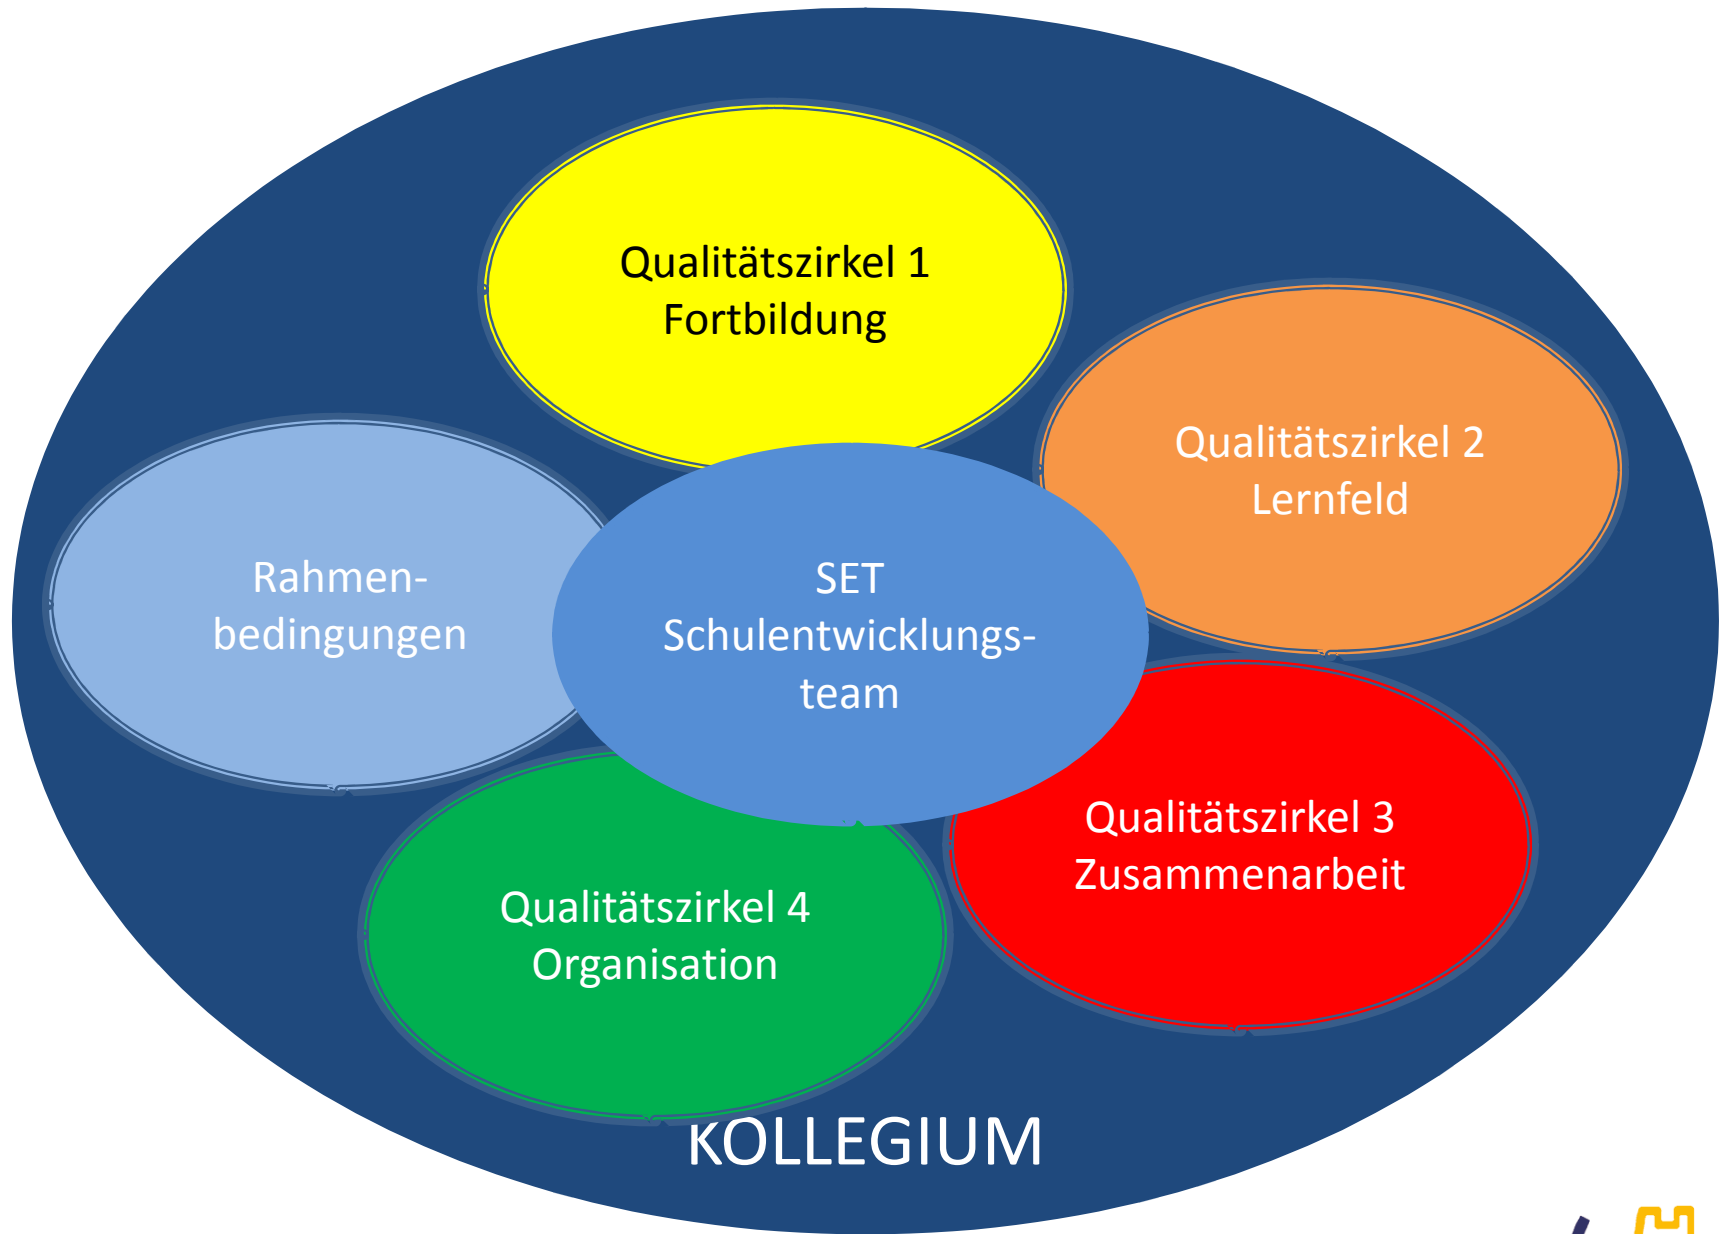 Qualitätszirkel 1
Fortbildung
Qualitätszirkel 2
Lernfeld
Rahmen-
bedingungen
SET
Schulentwicklungs-
team
Qualitätszirkel 3
Zusammenarbeit
Qualitätszirkel 4
Organisation
KOLLEGIUM